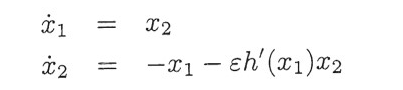 ẋ₁ = x₂
ẋ₂ = −x₁ − εh′(x₁)x₂